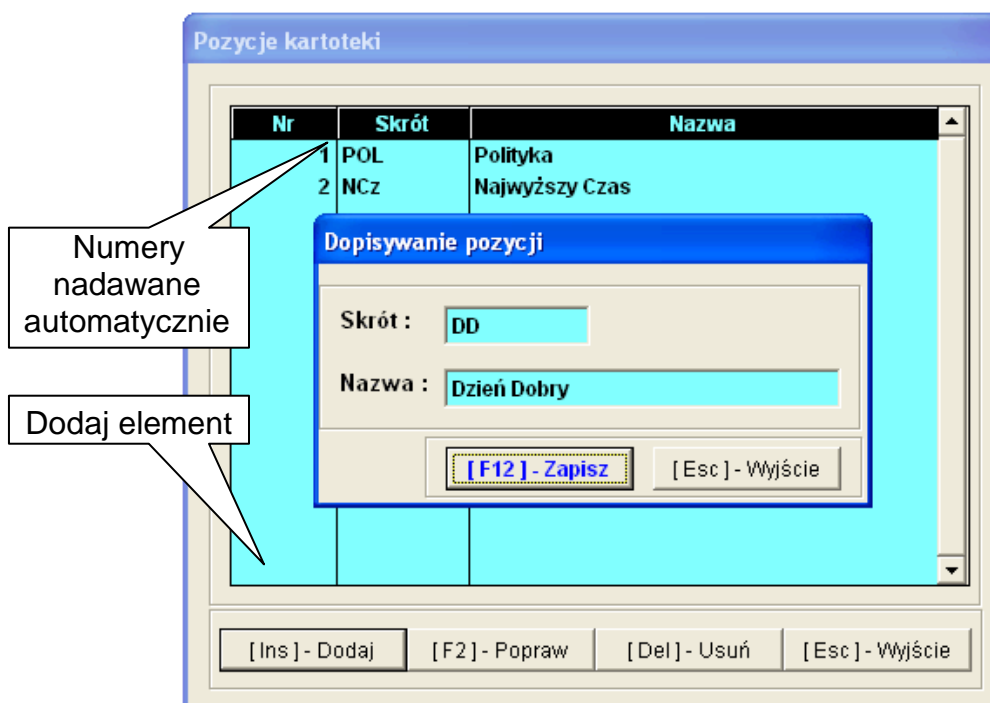 Pozycje kartoteki
Nr Skrót Nazwa
1 POL Polityka
2 NCz Najwyższy Czas
Numery
nadawane
automatycznie
Dopisywanie pozycji
Skrót : DD
Nazwa : Dzień Dobry
[ F12 ] - Zapisz [ Esc ] - Wyjście
Dodaj element
[ Ins ] - Dodaj [ F2 ] - Popraw [ Del ] - Usuń [ Esc ] - Wyjście